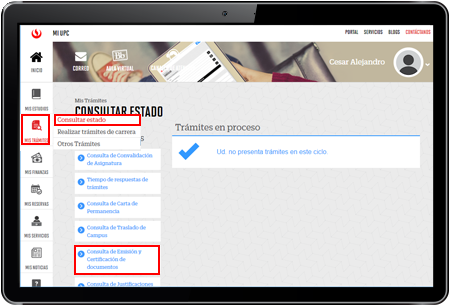 MI UPC
PORTAL SERVICIOS BLOGS CONTÁCTANOS
INICIO
CORREO
AULA VIRTUAL
Bb
Cesar Alejandro
MIS ESTUDIOS
MIS TRÁMITES
MIS FINANZAS
MIS RESERVAS
MIS SERVICIOS
MIS NOTICIAS
Mis Trámites
CONSULTAR ESTADO
Consultar estado
Realizar trámites de carrera
Otros Trámites
Consulta de Convalidación
de Asignatura
Tiempo de respuestas de
trámites
Consulta de Carta de
Permanencia
Consulta de Traslado de
Campus
Consulta de Emisión y
Certificación de
documentos
Consulta de Justificaciones
Trámites en proceso
Ud. no presenta trámites en este ciclo.